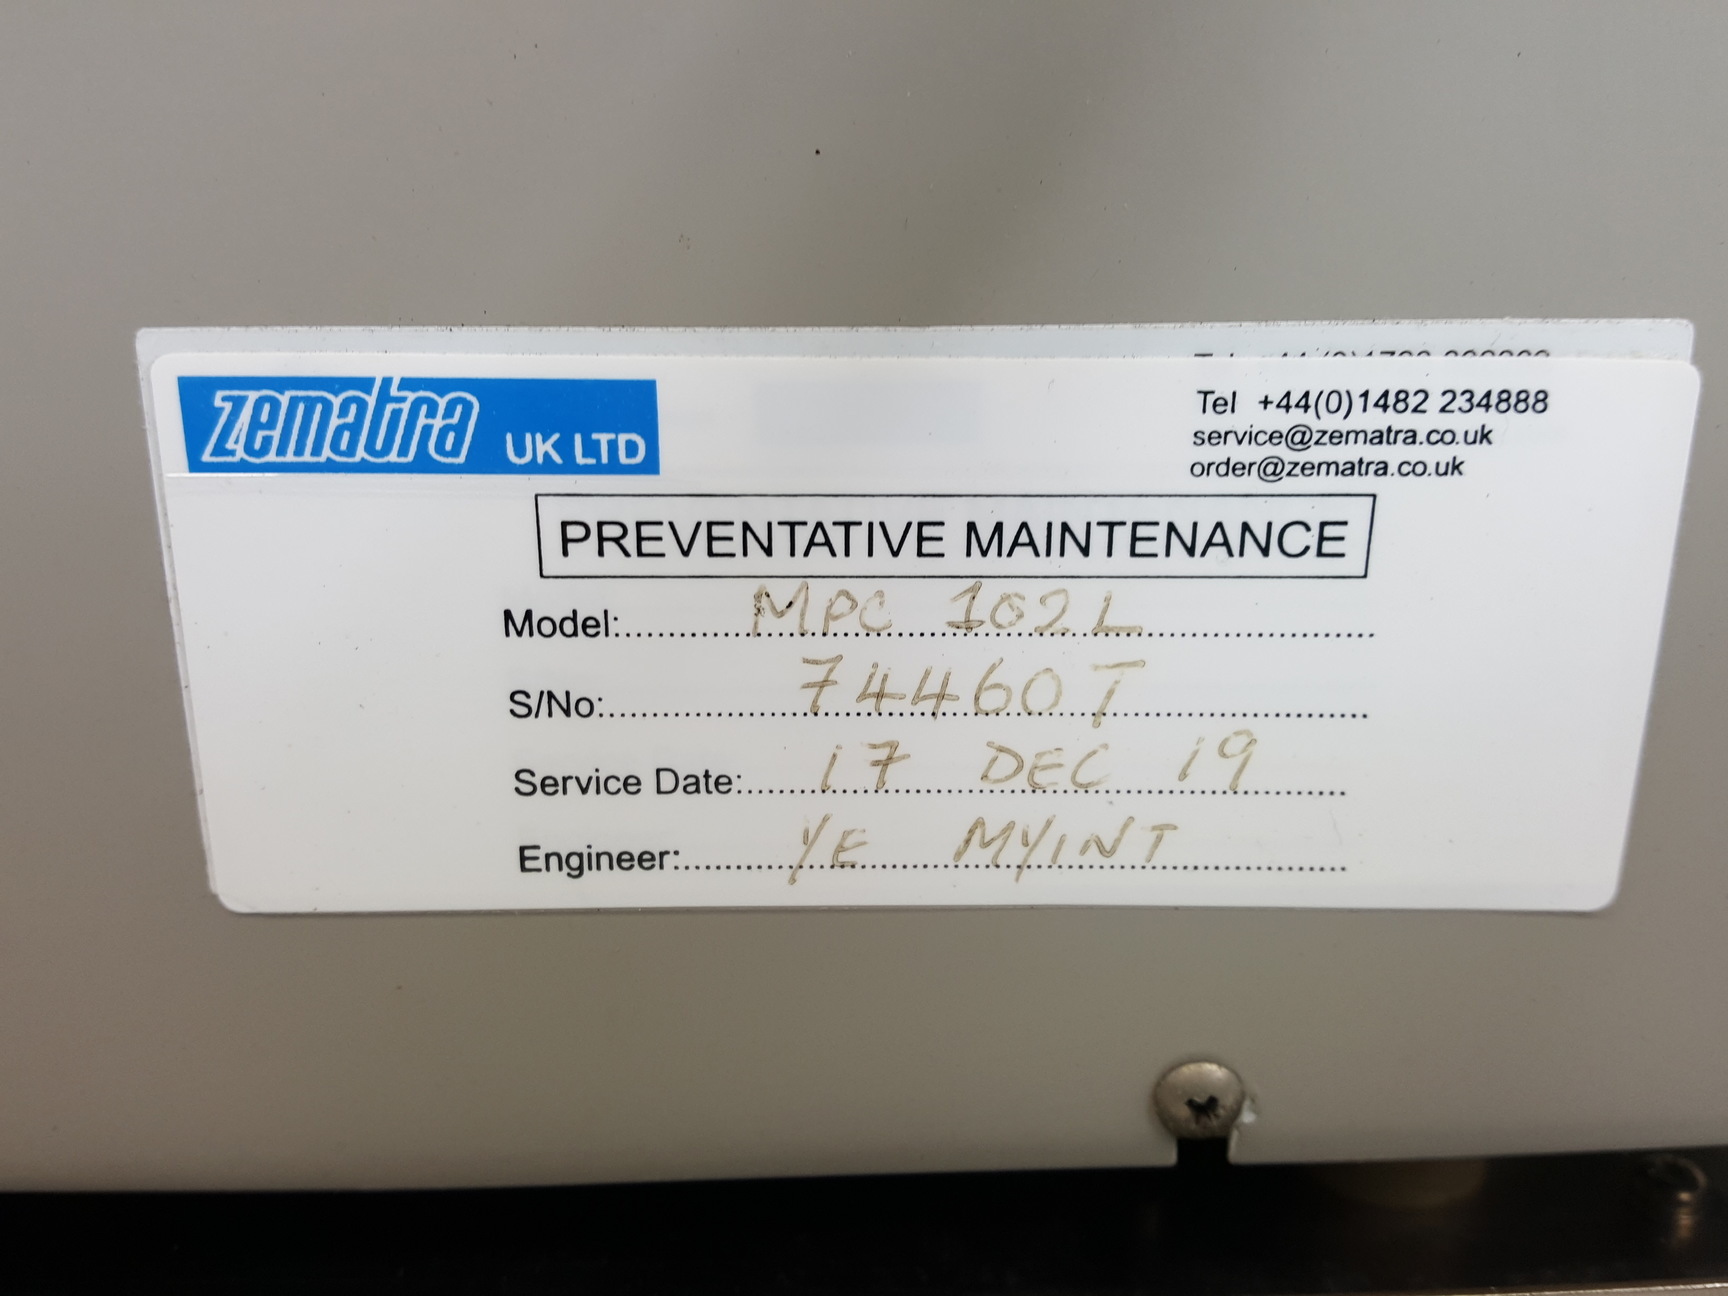 zematra UK LTD
Tel +44(0)1482 234888
service@zematra.co.uk
order@zematra.co.uk
PREVENTATIVE MAINTENANCE
Model:..........MPC 102L..........
S/No:..........74460T..........
Service Date:..........17 DEC 19..........
Engineer:..........YE MYINT..........